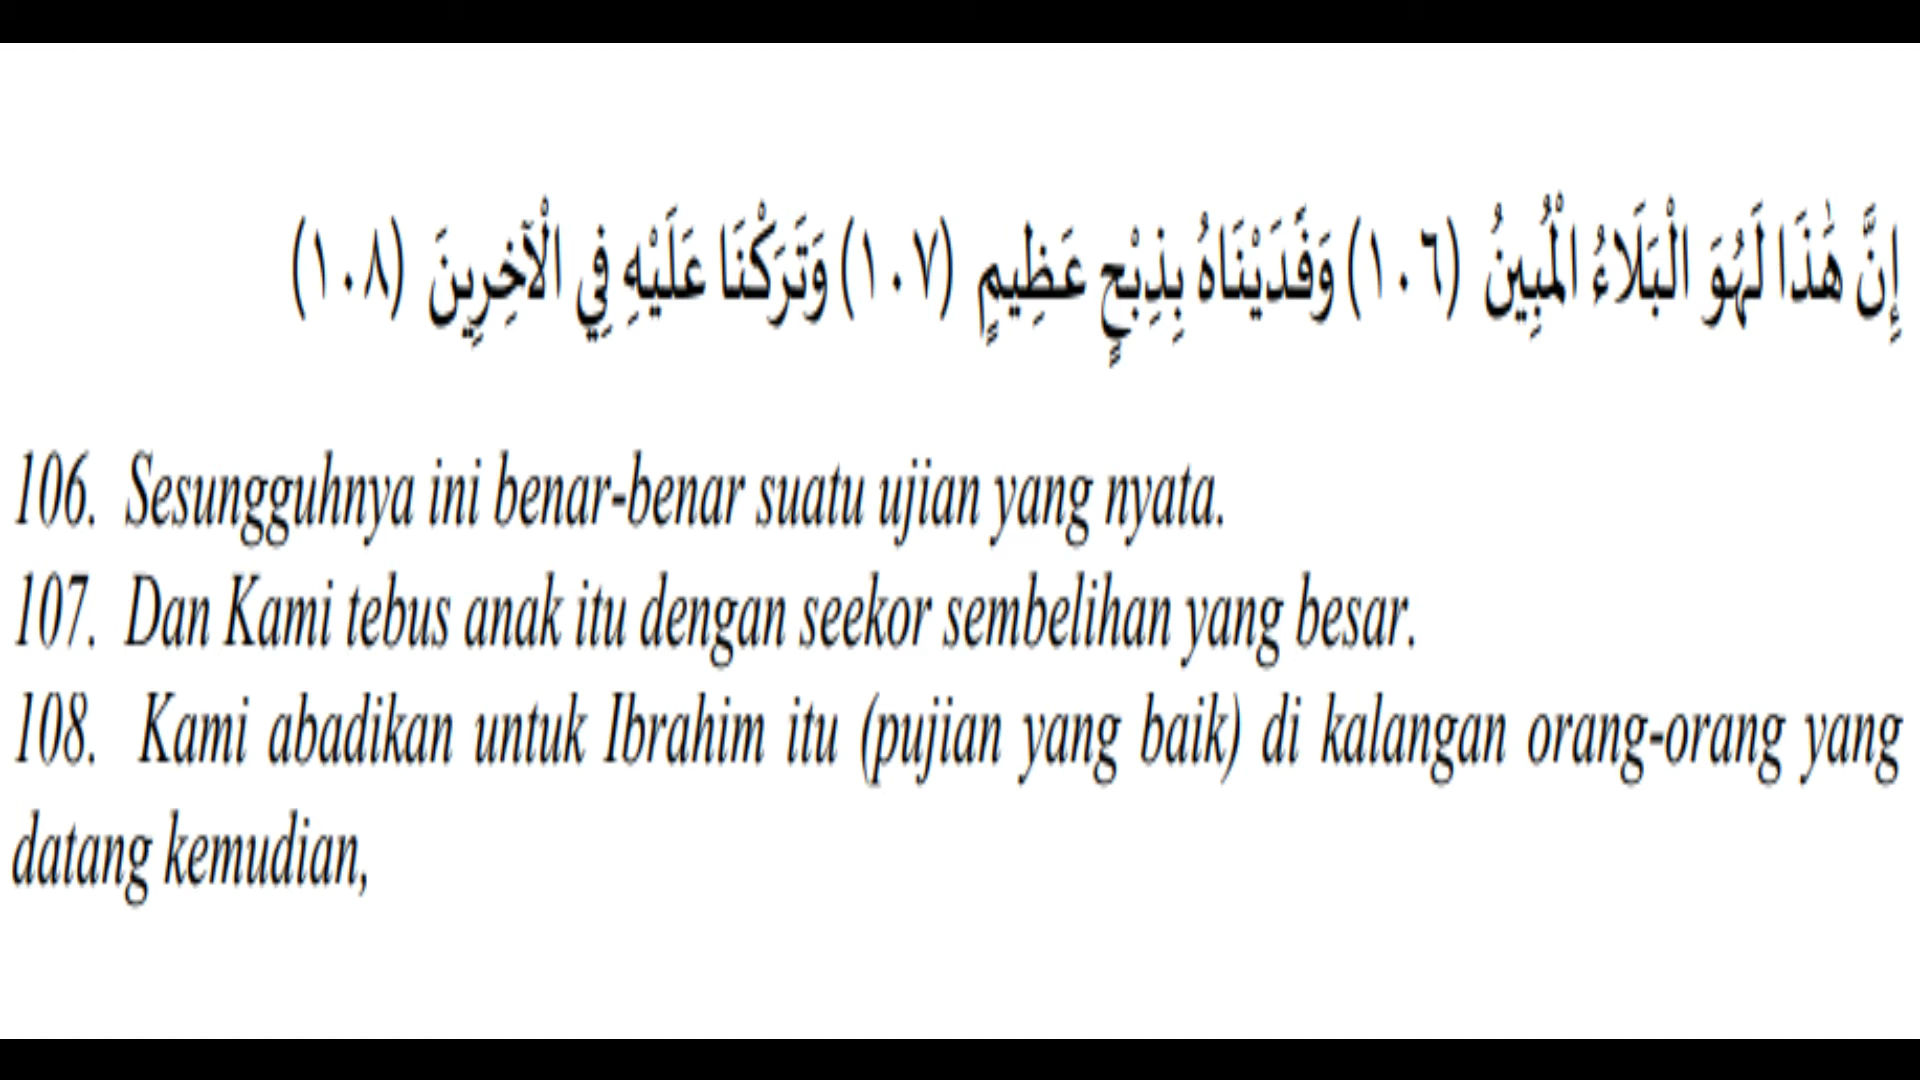 إِنَّ هَٰذَا لَهُوَ الْبَلَاءُ الْمُبِينُ (١٠٦) وَفَدَيْنَاهُ بِذِبْحٍ عَظِيمٍ (١٠٧) وَتَرَكْنَا عَلَيْهِ فِي الْآخِرِينَ (١٠٨)
106. Sesungguhnya ini benar-benar suatu ujian yang nyata.
107. Dan Kami tebus anak itu dengan seekor sembelihan yang besar.
108. Kami abadikan untuk Ibrahim itu (pujian yang baik) di kalangan orang-orang yang
datang kemudian,